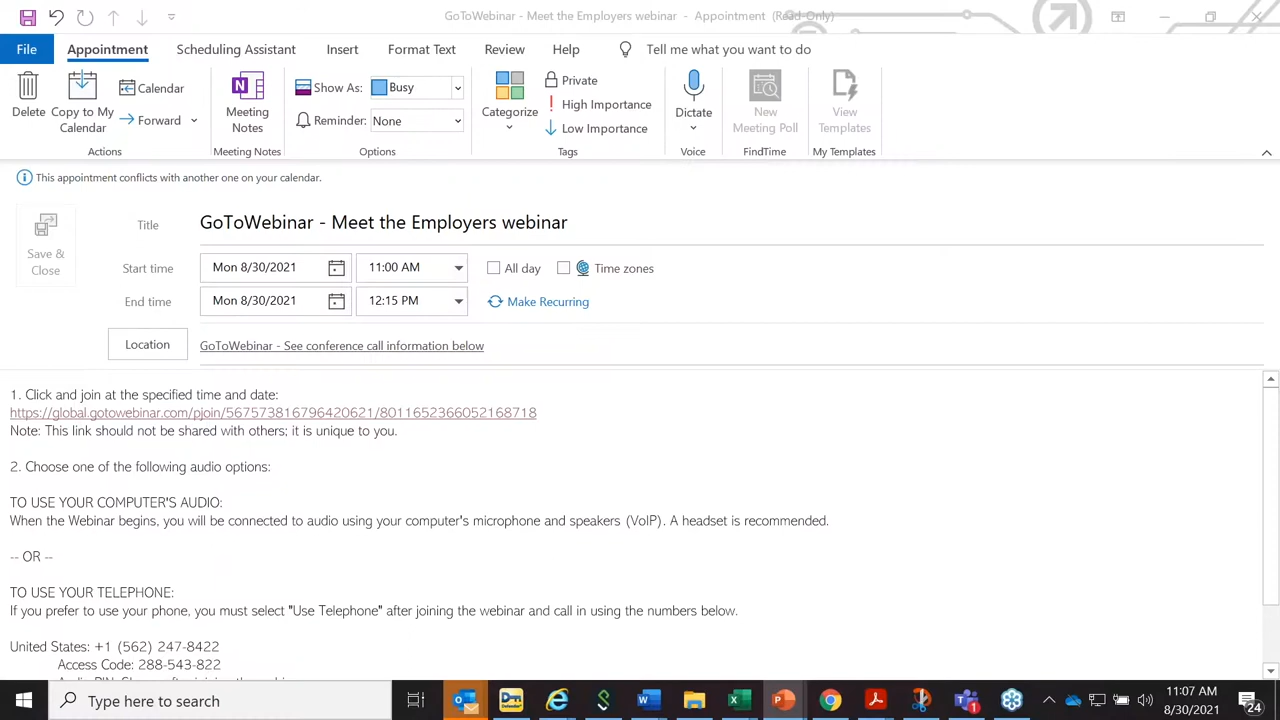 GoToWebinar - Meet the Employers webinar - Appointment (Read-Only)
File Appointment Scheduling Assistant Insert Format Text Review Help Tell me what you want to do
Delete
Copy to My Calendar
Calendar
Forward
Actions
Meeting Notes
Meeting Notes
Show As: Busy
Reminder: None
Options
Categorize
Private
High Importance
Low Importance
Tags
Dictate
Voice
New Meeting Poll
FindTime
View Templates
My Templates
This appointment conflicts with another one on your calendar.
Save & Close
Title GoToWebinar - Meet the Employers webinar
Start time Mon 8/30/2021 11:00 AM All day Time zones
End time Mon 8/30/2021 12:15 PM Make Recurring
Location GoToWebinar - See conference call information below
1. Click and join at the specified time and date:
https://global.gotowebinar.com/pjoin/567573816796420621/8011652366052168718
Note: This link should not be shared with others; it is unique to you.
2. Choose one of the following audio options:
TO USE YOUR COMPUTER'S AUDIO:
When the Webinar begins, you will be connected to audio using your computer's microphone and speakers (VoIP). A headset is recommended.
-- OR --
TO USE YOUR TELEPHONE:
If you prefer to use your phone, you must select "Use Telephone" after joining the webinar and call in using the numbers below.
United States: +1 (562) 247-8422
Access Code: 288-543-822
Type here to search
11:07 AM
8/30/2021
24